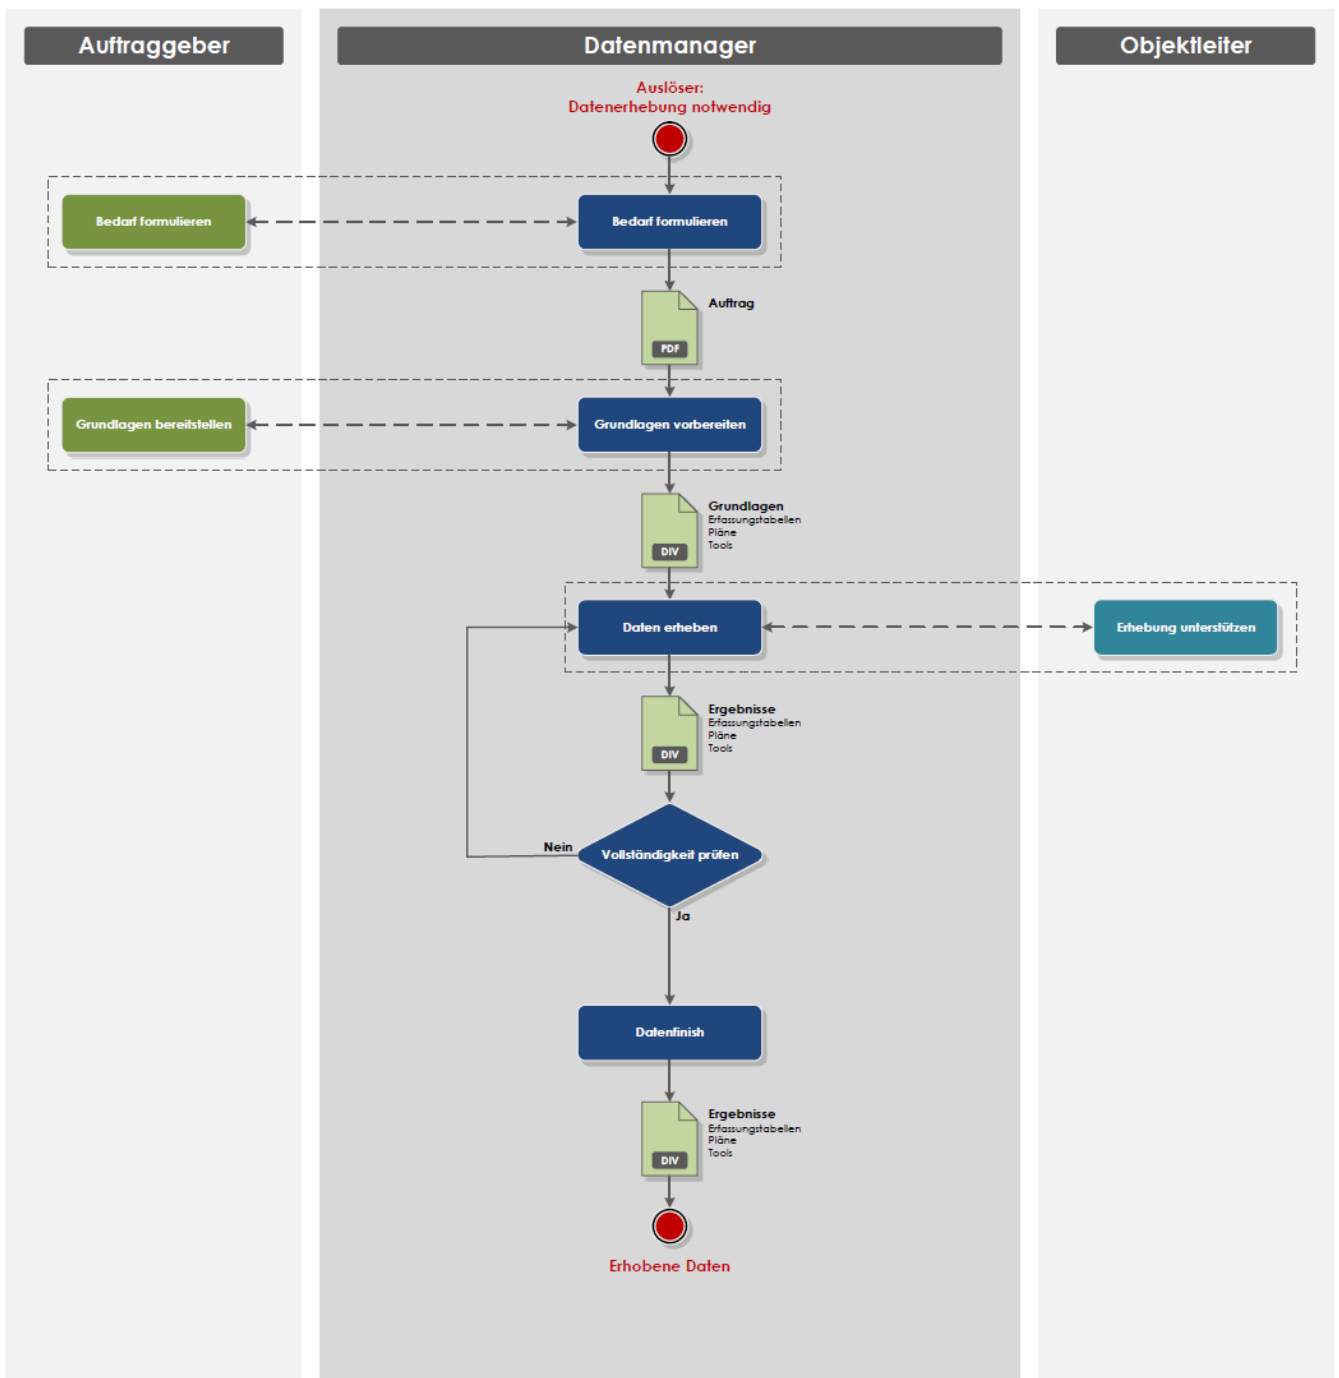 Auftraggeber
Datenmanager
Objektleiter
Auslöser:
Datenerhebung notwendig
Bedarf formulieren
Bedarf formulieren
Auftrag
PDF
Grundlagen bereitstellen
Grundlagen vorbereiten
Grundlagen
Erfassungstabellen
Pläne
Tools
DIV
Daten erheben
Erhebung unterstützen
Ergebnisse
Erfassungstabellen
Pläne
Tools
DIV
Nein
Vollständigkeit prüfen
Ja
Datenfinish
Ergebnisse
Erfassungstabellen
Pläne
Tools
DIV
Erhobene Daten